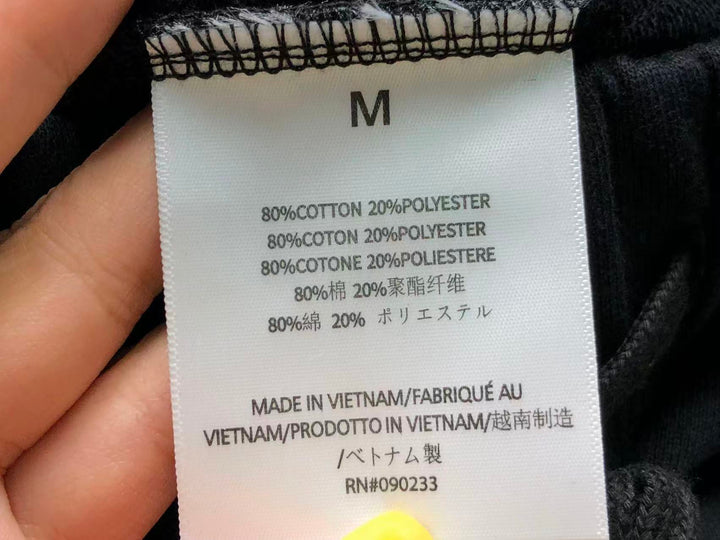 M
80%COTTON 20%POLYESTER
80%COTON 20%POLYESTER
80%COTONE 20%POLIESTERE
80%棉 20%聚酯纤维
80%綿 20% ポリエステル
MADE IN VIETNAM/FABRIQUÉ AU
VIETNAM/PRODOTTO IN VIETNAM/越南制造
/ベトナム製
RN#090233